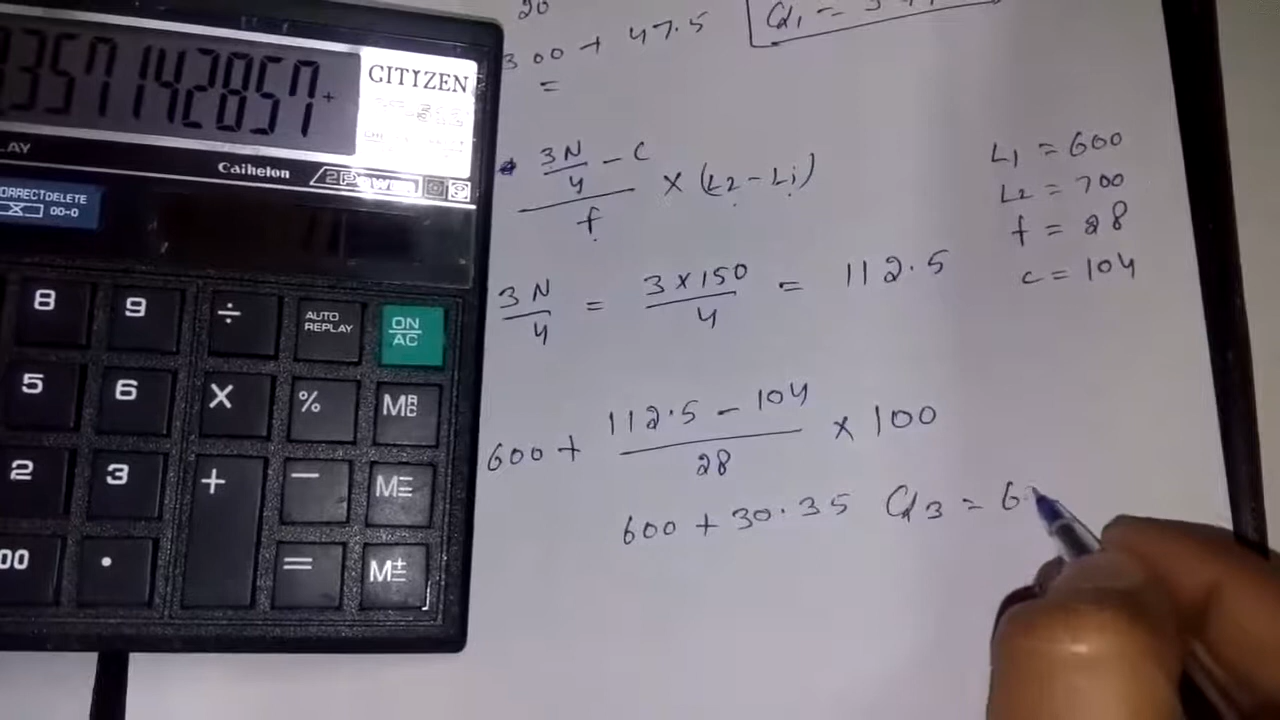 20
300 + 47.5
Q1 =
=
3N/4 - C / f × (L2 - L1)
L1 = 600
L2 = 700
f = 28
c = 104
3N/4 = 3 × 150/4 = 112.5
600 + 112.5 - 104/28 × 100
600 + 30.35 Q3 = 6
357142857+
CITIZEN
LAY
Caihelon
2 POWER
CORRECT DELETE
X 00-0
8 9 ÷ AUTO REPLAY ON/AC
5 6 X % MRC
2 3 + − M=
00 . = M±